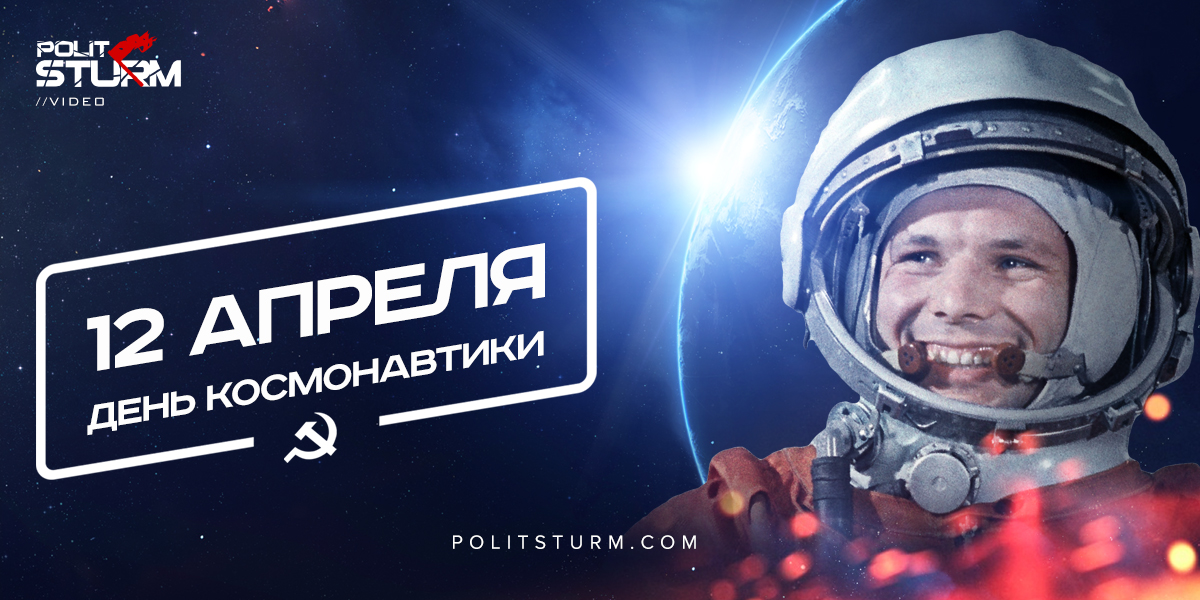 POLIT
STURM
//VIDEO
12 АПРЕЛЯ
ДЕНЬ КОСМОНАВТИКИ
POLITSTURM.COM